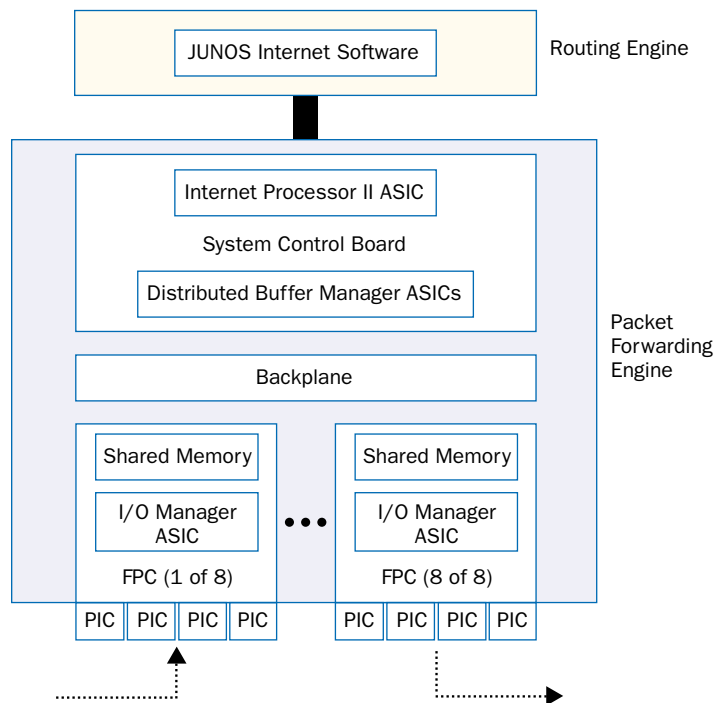 JUNOS Internet Software
Routing Engine
Internet Processor II ASIC
System Control Board
Distributed Buffer Manager ASICs
Packet
Forwarding
Engine
Backplane
Shared Memory
I/O Manager
ASIC
FPC (1 of 8)
Shared Memory
I/O Manager
ASIC
FPC (8 of 8)
PIC PIC PIC PIC
PIC PIC PIC PIC